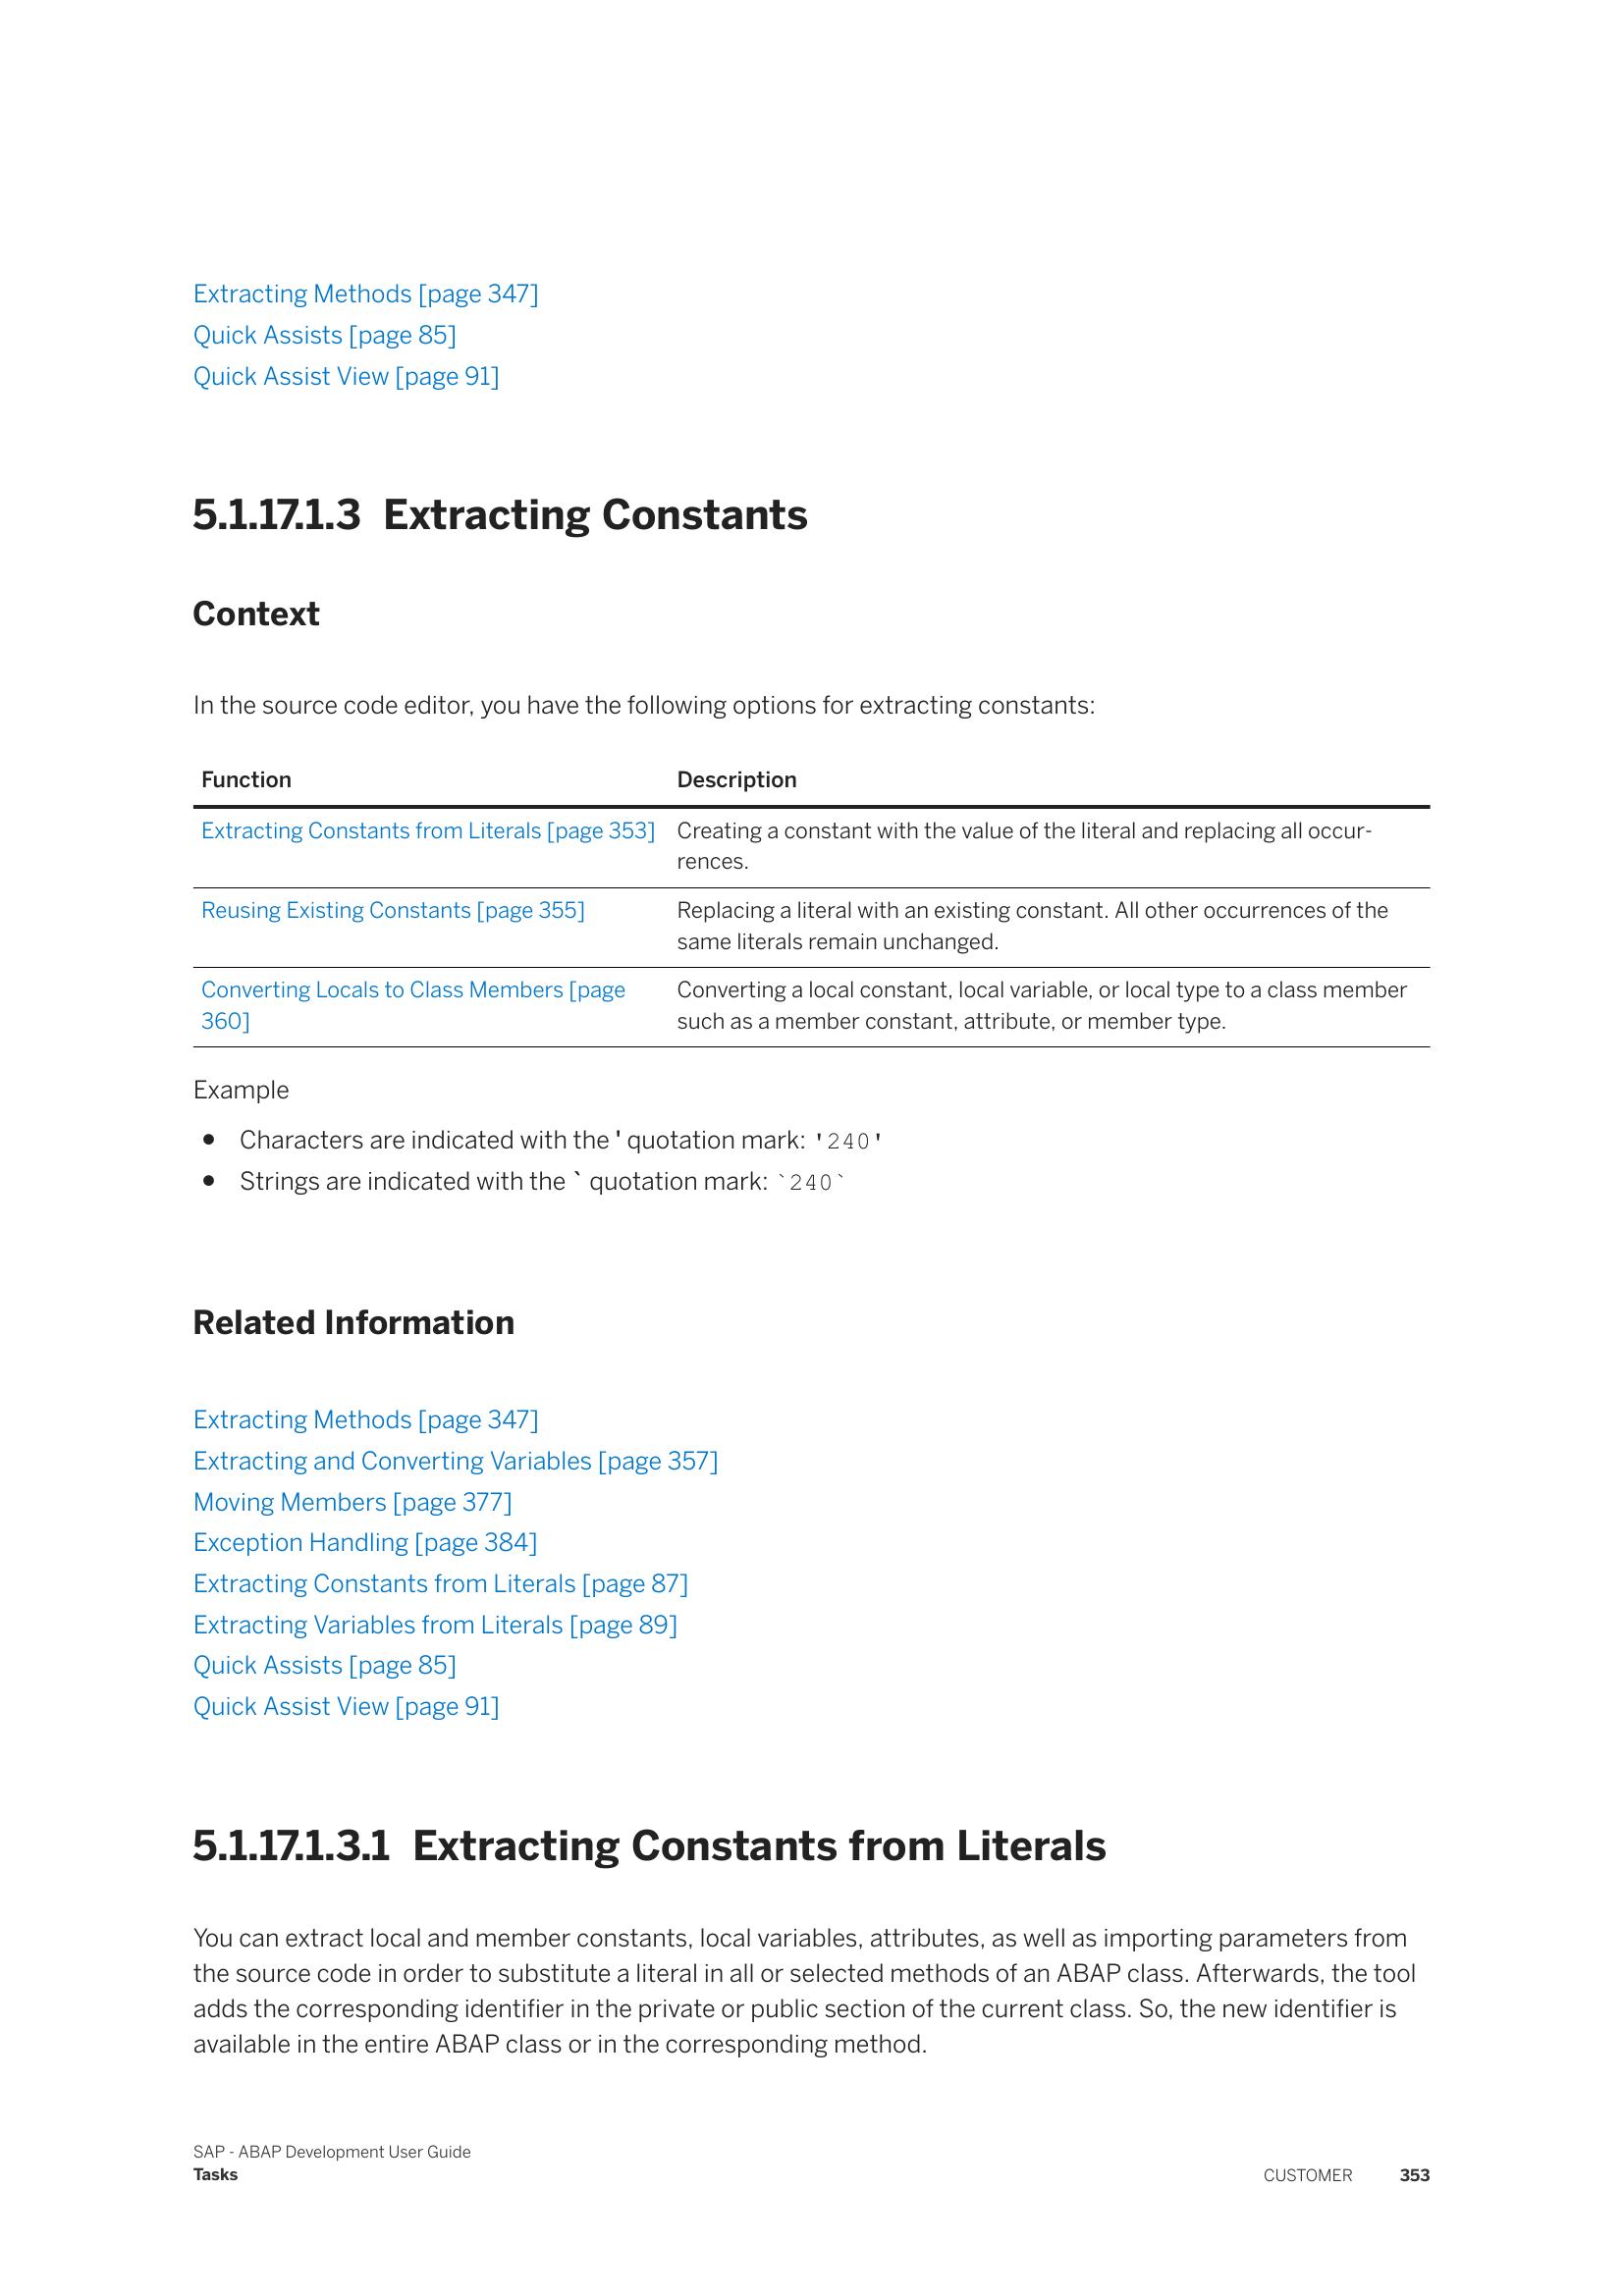 Extracting Methods [page 347]
Quick Assists [page 85]
Quick Assist View [page 91]
5.1.17.1.3 Extracting Constants
Context
In the source code editor, you have the following options for extracting constants:
Function Description
Extracting Constants from Literals [page 353] Creating a constant with the value of the literal and replacing all occur-
rences.
Reusing Existing Constants [page 355] Replacing a literal with an existing constant. All other occurrences of the
same literals remain unchanged.
Converting Locals to Class Members [page Converting a local constant, local variable, or local type to a class member
360] such as a member constant, attribute, or member type.
Example
● Characters are indicated with the ' quotation mark: '240'
● Strings are indicated with the ` quotation mark: `240`
Related Information
Extracting Methods [page 347]
Extracting and Converting Variables [page 357]
Moving Members [page 377]
Exception Handling [page 384]
Extracting Constants from Literals [page 87]
Extracting Variables from Literals [page 89]
Quick Assists [page 85]
Quick Assist View [page 91]
5.1.17.1.3.1 Extracting Constants from Literals
You can extract local and member constants, local variables, attributes, as well as importing parameters from
the source code in order to substitute a literal in all or selected methods of an ABAP class. Afterwards, the tool
adds the corresponding identifier in the private or public section of the current class. So, the new identifier is
available in the entire ABAP class or in the corresponding method.
SAP - ABAP Development User Guide
Tasks CUSTOMER 353